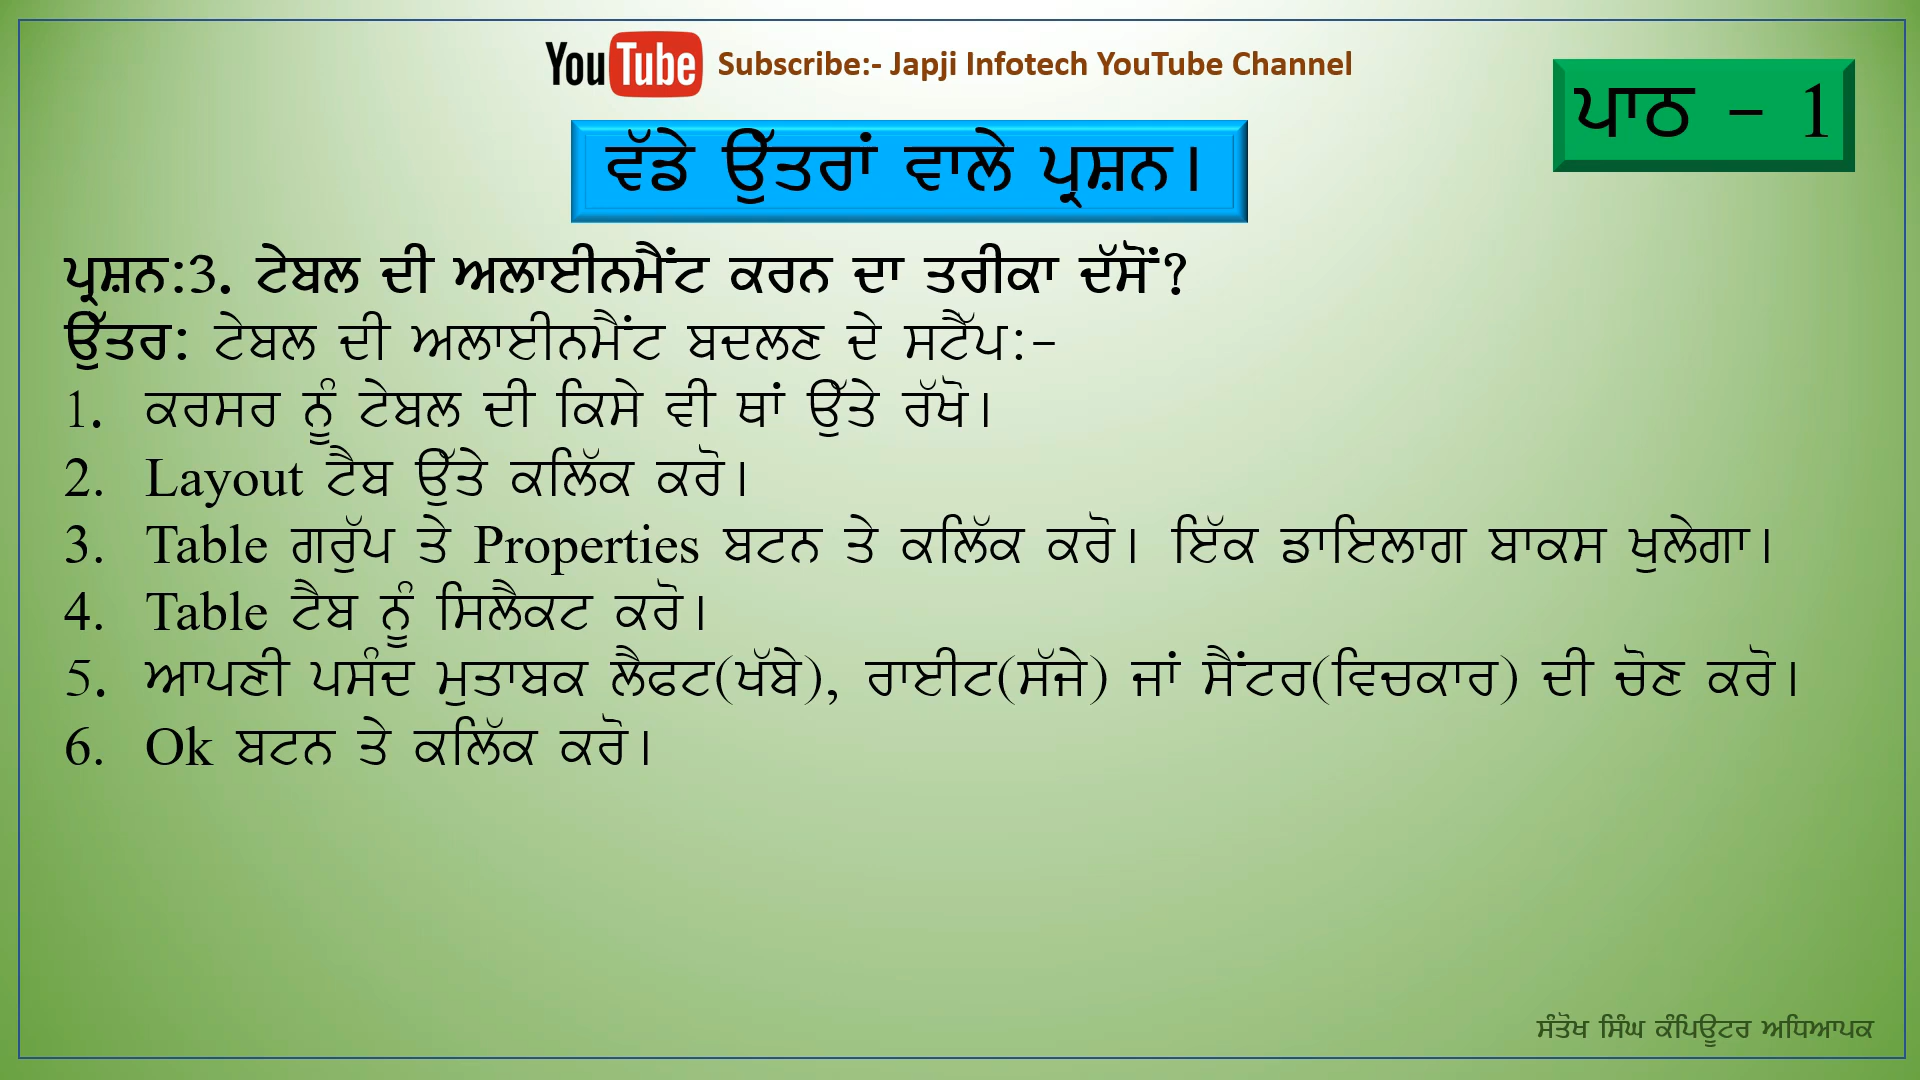 YouTube Subscribe:- Japji Infotech YouTube Channel
ਪਾਠ - 1
ਵੱਡੇ ਉੱਤਰਾਂ ਵਾਲੇ ਪ੍ਰਸ਼ਨ।
ਪ੍ਰਸ਼ਨ:3. ਟੇਬਲ ਦੀ ਅਲਾਈਨਮੈਂਟ ਕਰਨ ਦਾ ਤਰੀਕਾ ਦੱਸੋਂ?
ਉੱਤਰ: ਟੇਬਲ ਦੀ ਅਲਾਈਨਮੈਂਟ ਬਦਲਣ ਦੇ ਸਟੈੱਪ:-
1. ਕਰਸਰ ਨੂੰ ਟੇਬਲ ਦੀ ਕਿਸੇ ਵੀ ਥਾਂ ਉੱਤੇ ਰੱਖੋ।
2. Layout ਟੈਬ ਉੱਤੇ ਕਲਿੱਕ ਕਰੋ।
3. Table ਗਰੁੱਪ ਤੇ Properties ਬਟਨ ਤੇ ਕਲਿੱਕ ਕਰੋ। ਇੱਕ ਡਾਇਲਾਗ ਬਾਕਸ ਖੁਲੇਗਾ।
4. Table ਟੈਬ ਨੂੰ ਸਿਲੈਕਟ ਕਰੋ।
5. ਆਪਣੀ ਪਸੰਦ ਮੁਤਾਬਕ ਲੈਫਟ(ਖੱਬੇ), ਰਾਈਟ(ਸੱਜੇ) ਜਾਂ ਸੈਂਟਰ(ਵਿਚਕਾਰ) ਦੀ ਚੋਣ ਕਰੋ।
6. Ok ਬਟਨ ਤੇ ਕਲਿੱਕ ਕਰੋ।
ਸੰਤੋਖ ਸਿੰਘ ਕੰਪਿਊਟਰ ਅਧਿਆਪਕ